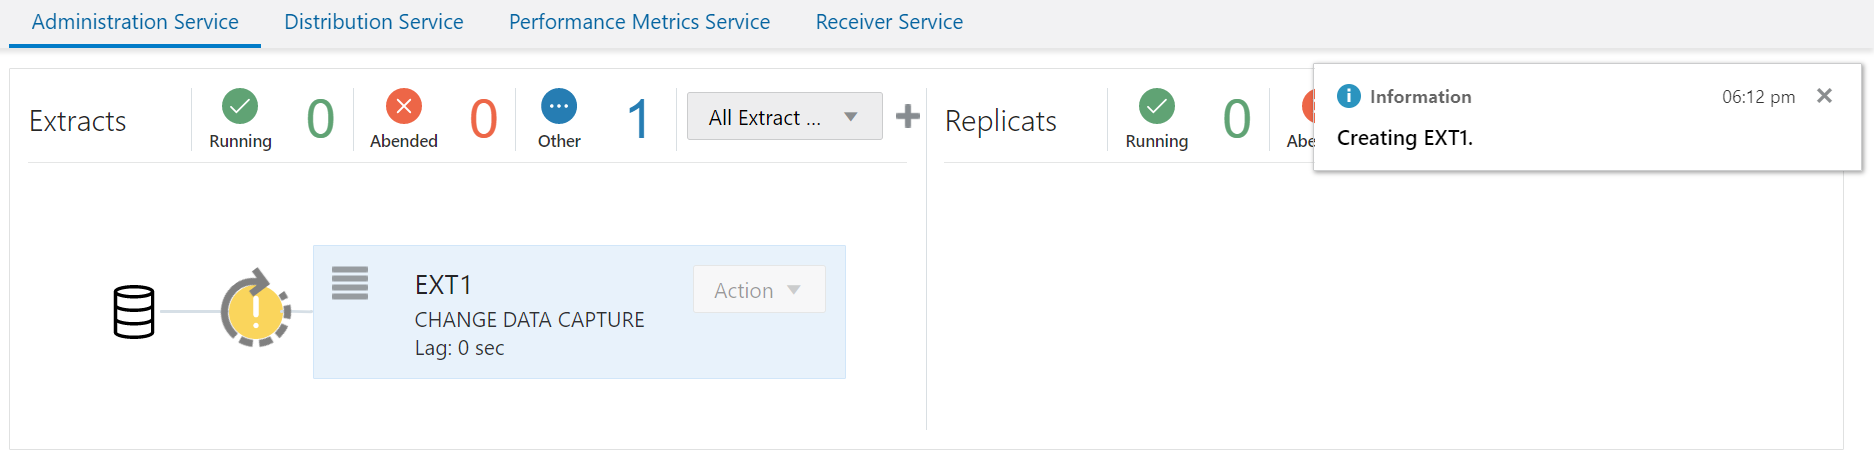 Administration Service Distribution Service Performance Metrics Service Receiver Service
Extracts
Running
0
Abended
0
Other
1
All Extract ...
Replicats
Running
0
Information
06:12 pm
Creating EXT1.
EXT1
CHANGE DATA CAPTURE
Lag: 0 sec
Action